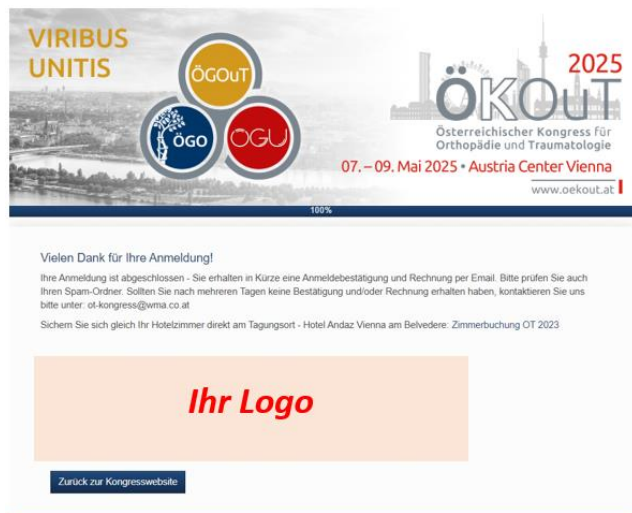 VIRIBUS
UNITIS
ÖGOuT
ÖGO
ÖGU
2025
ÖKOuT
Österreichischer Kongress für
Orthopädie und Traumatologie
07. – 09. Mai 2025 • Austria Center Vienna
www.oekout.at
100%
Vielen Dank für Ihre Anmeldung!
Ihre Anmeldung ist abgeschlossen - Sie erhalten in Kürze eine Anmeldebestätigung und Rechnung per Email. Bitte prüfen Sie auch
Ihren Spam-Ordner. Sollten Sie nach mehreren Tagen keine Bestätigung und/oder Rechnung erhalten haben, kontaktieren Sie uns
bitte unter: ot-kongress@wma.co.at
Sichern Sie sich gleich Ihr Hotelzimmer direkt am Tagungsort - Hotel Andaz Vienna am Belvedere: Zimmerbuchung OT 2023
Ihr Logo
Zurück zur Kongresswebsite